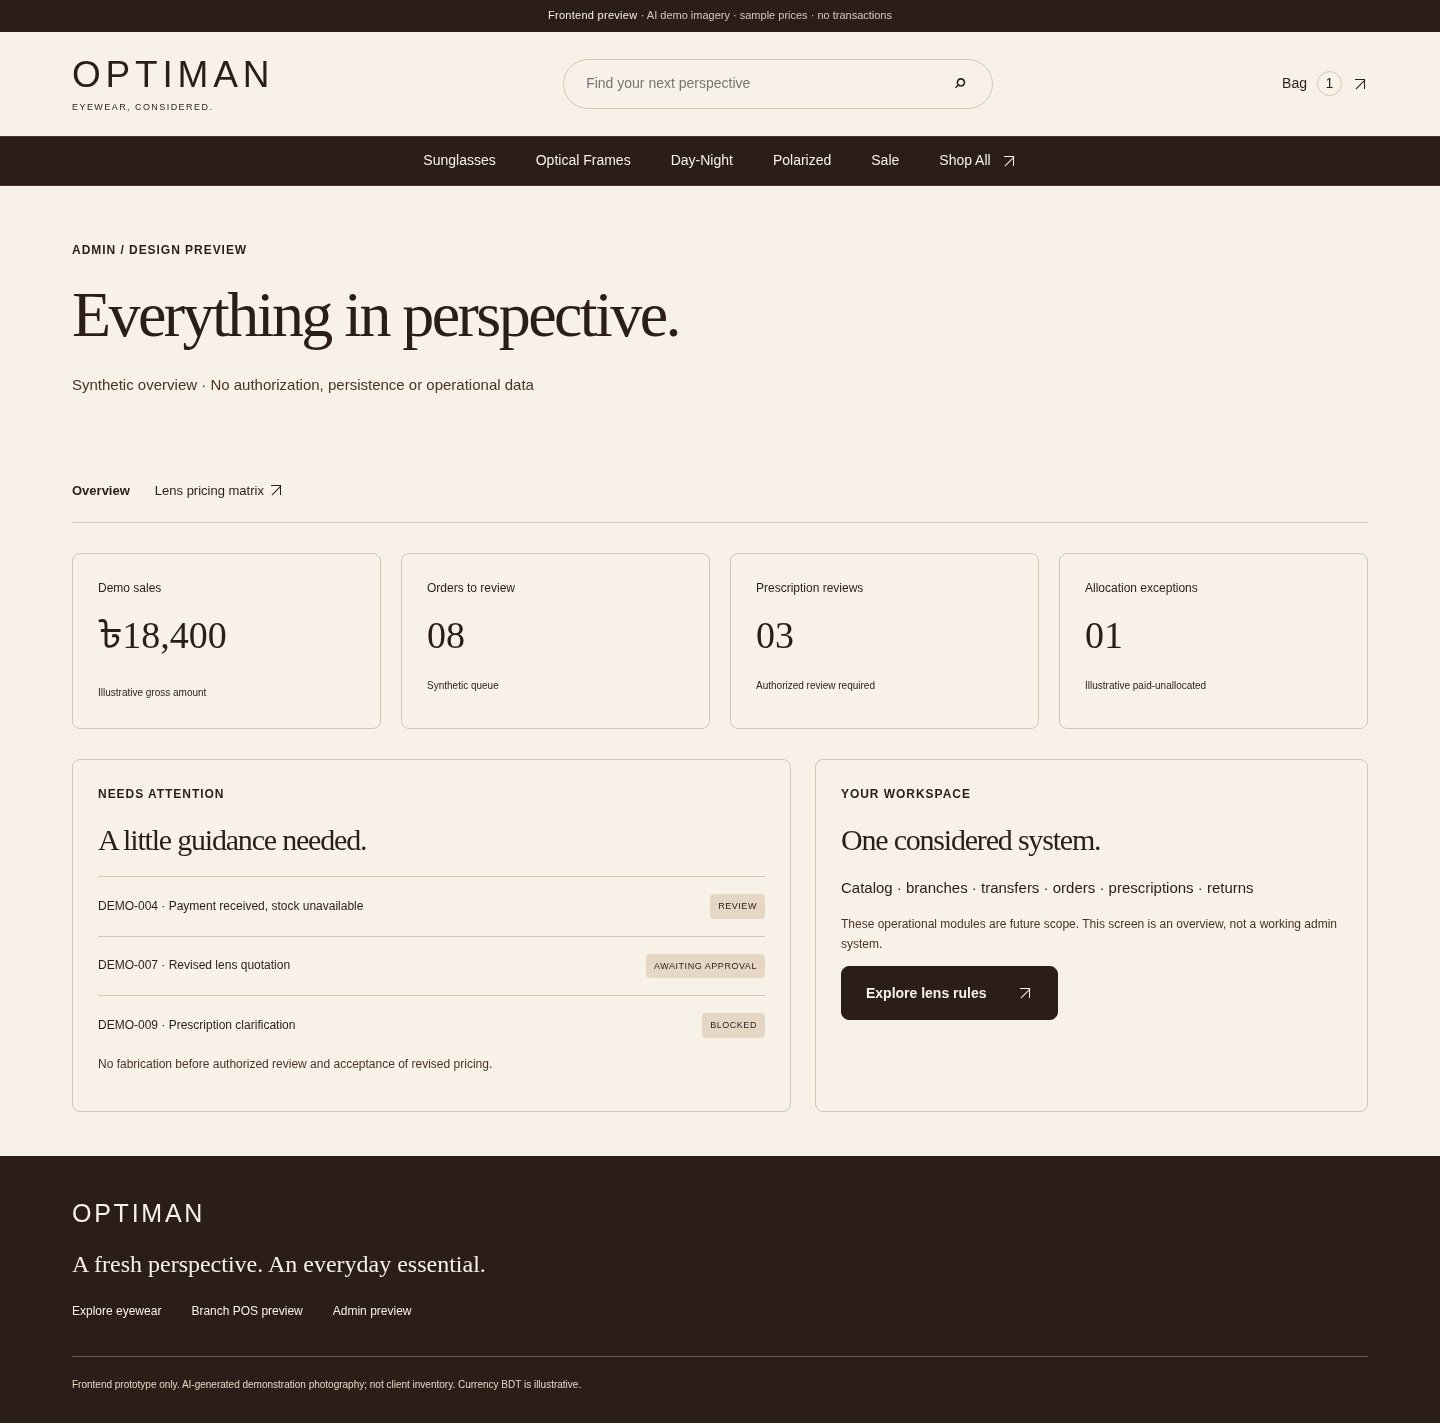 Frontend preview · AI demo imagery · sample prices · no transactions
OPTIMAN
EYEWEAR, CONSIDERED.
Find your next perspective
Bag 1
Sunglasses Optical Frames Day-Night Polarized Sale Shop All
ADMIN / DESIGN PREVIEW
Everything in perspective.
Synthetic overview · No authorization, persistence or operational data
Overview Lens pricing matrix
Demo sales
৳18,400
Illustrative gross amount
Orders to review
08
Synthetic queue
Prescription reviews
03
Authorized review required
Allocation exceptions
01
Illustrative paid-unallocated
NEEDS ATTENTION
A little guidance needed.
DEMO-004 · Payment received, stock unavailable REVIEW
DEMO-007 · Revised lens quotation AWAITING APPROVAL
DEMO-009 · Prescription clarification BLOCKED
No fabrication before authorized review and acceptance of revised pricing.
YOUR WORKSPACE
One considered system.
Catalog · branches · transfers · orders · prescriptions · returns
These operational modules are future scope. This screen is an overview, not a working admin
system.
Explore lens rules
OPTIMAN
A fresh perspective. An everyday essential.
Explore eyewear Branch POS preview Admin preview
Frontend prototype only. AI-generated demonstration photography; not client inventory. Currency BDT is illustrative.